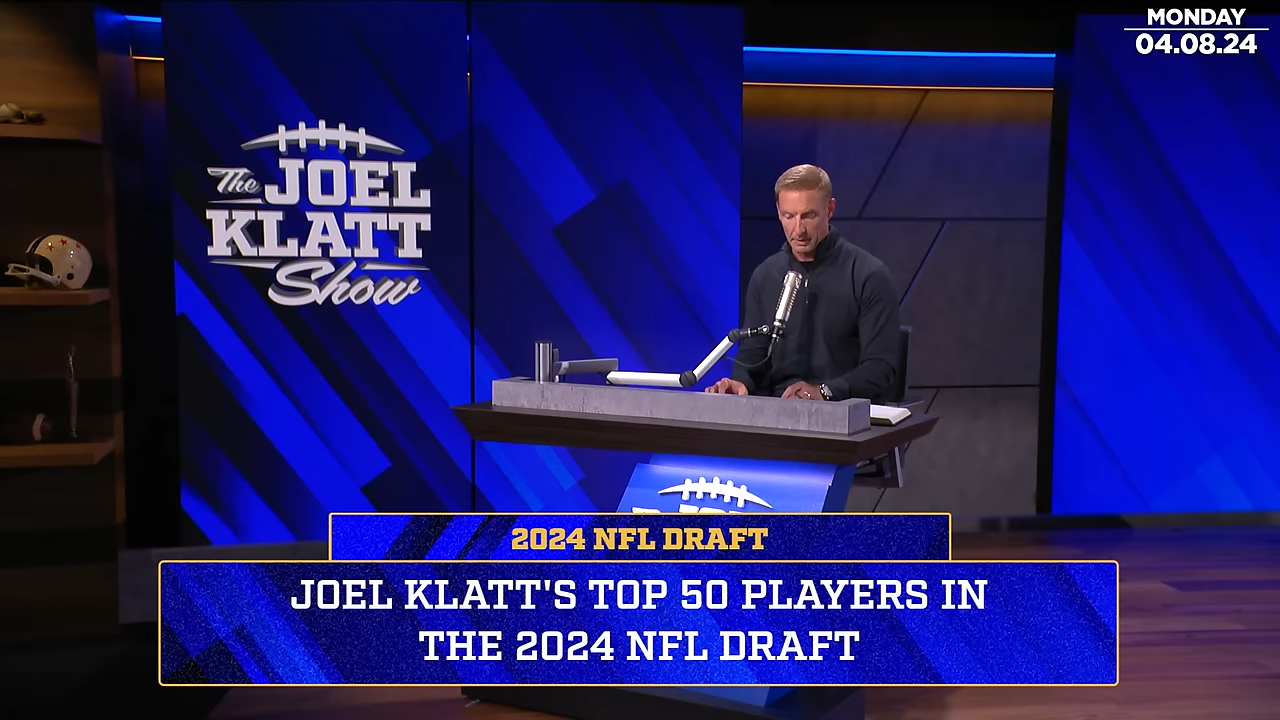 MONDAY
04.08.24
The JOEL
KLATT
Show
2024 NFL DRAFT
JOEL KLATT'S TOP 50 PLAYERS IN
THE 2024 NFL DRAFT